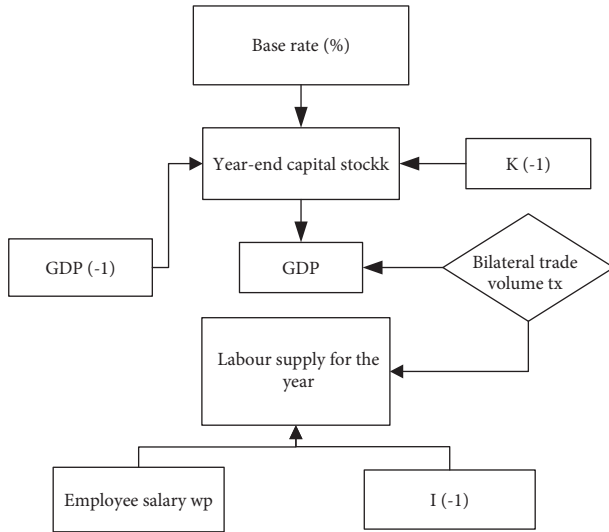 Base rate (%)
Year-end capital stockk
K (-1)
GDP (-1)
GDP
Bilateral trade
volume tx
Labour supply for the
year
Employee salary wp
I (-1)